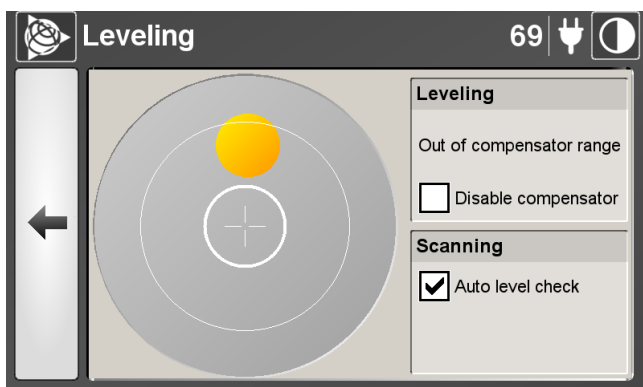 Leveling
69
Leveling
Out of compensator range
Disable compensator
Scanning
Auto level check